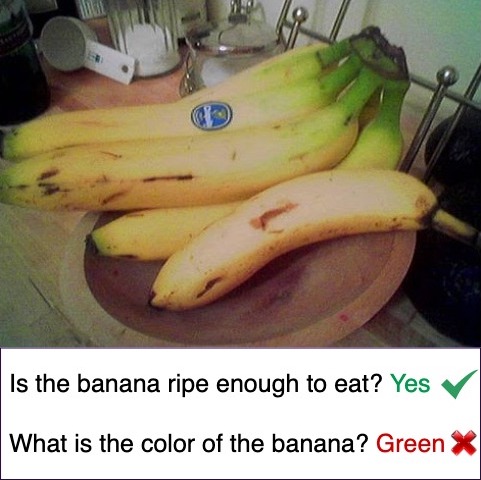 Is the banana ripe enough to eat? Yes
What is the color of the banana? Green